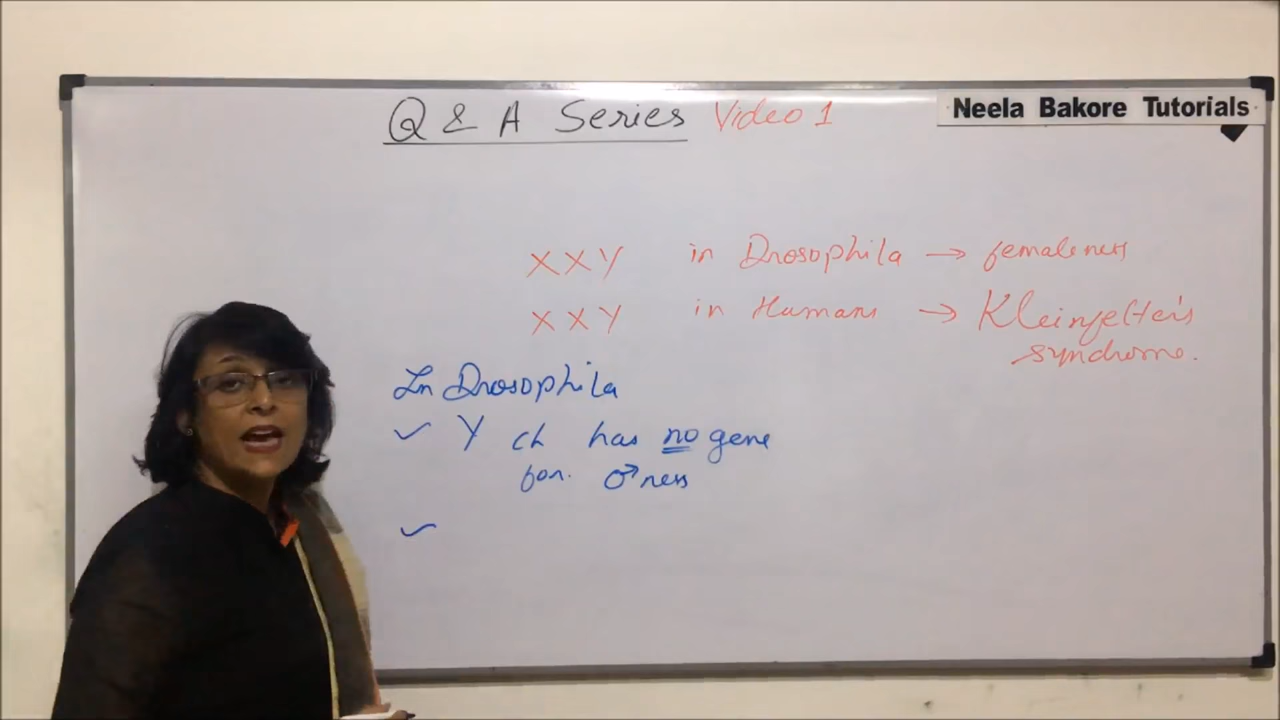 Q & A Series Video 1
Neela Bakore Tutorials
XXY in Drosophila → femaleness
XXY in Humans → Kleinfelter's
syndrome.
In Drosophila
✓ Y ch has no gene
for. ♂ness
✓